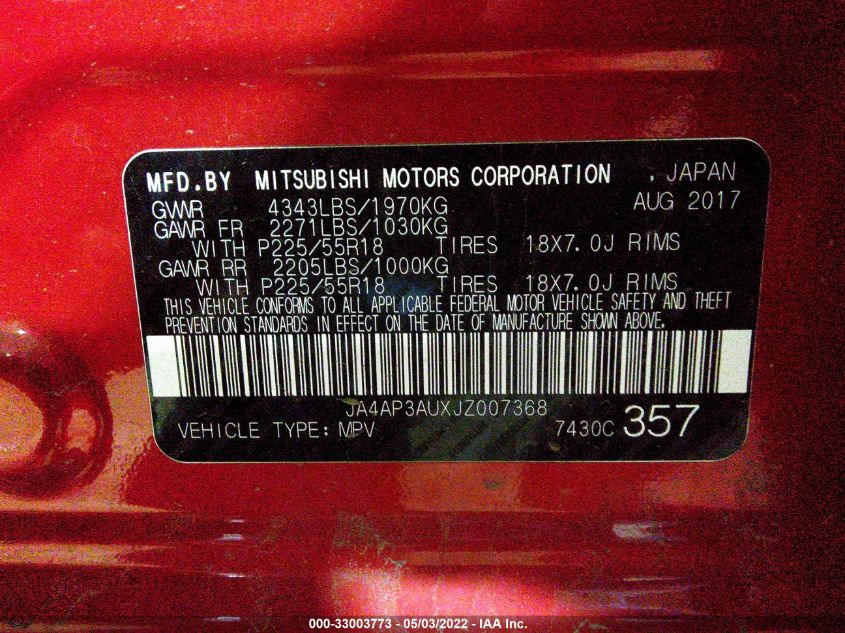 MFD.BY MITSUBISHI MOTORS CORPORATION , JAPAN
GVWR 4343LBS/1970KG AUG 2017
GAWR FR 2271LBS/1030KG
WITH P225/55R18 TIRES 18X7.0J RIMS
GAWR RR 2205LBS/1000KG
WITH P225/55R18 TIRES 18X7.0J RIMS
THIS VEHICLE CONFORMS TO ALL APPLICABLE FEDERAL MOTOR VEHICLE SAFETY AND THEFT
PREVENTION STANDARDS IN EFFECT ON THE DATE OF MANUFACTURE SHOWN ABOVE.
JA4AP3AUXJZ007368
VEHICLE TYPE: MPV 7430C 357
000-33003773 - 05/03/2022 - IAA Inc.